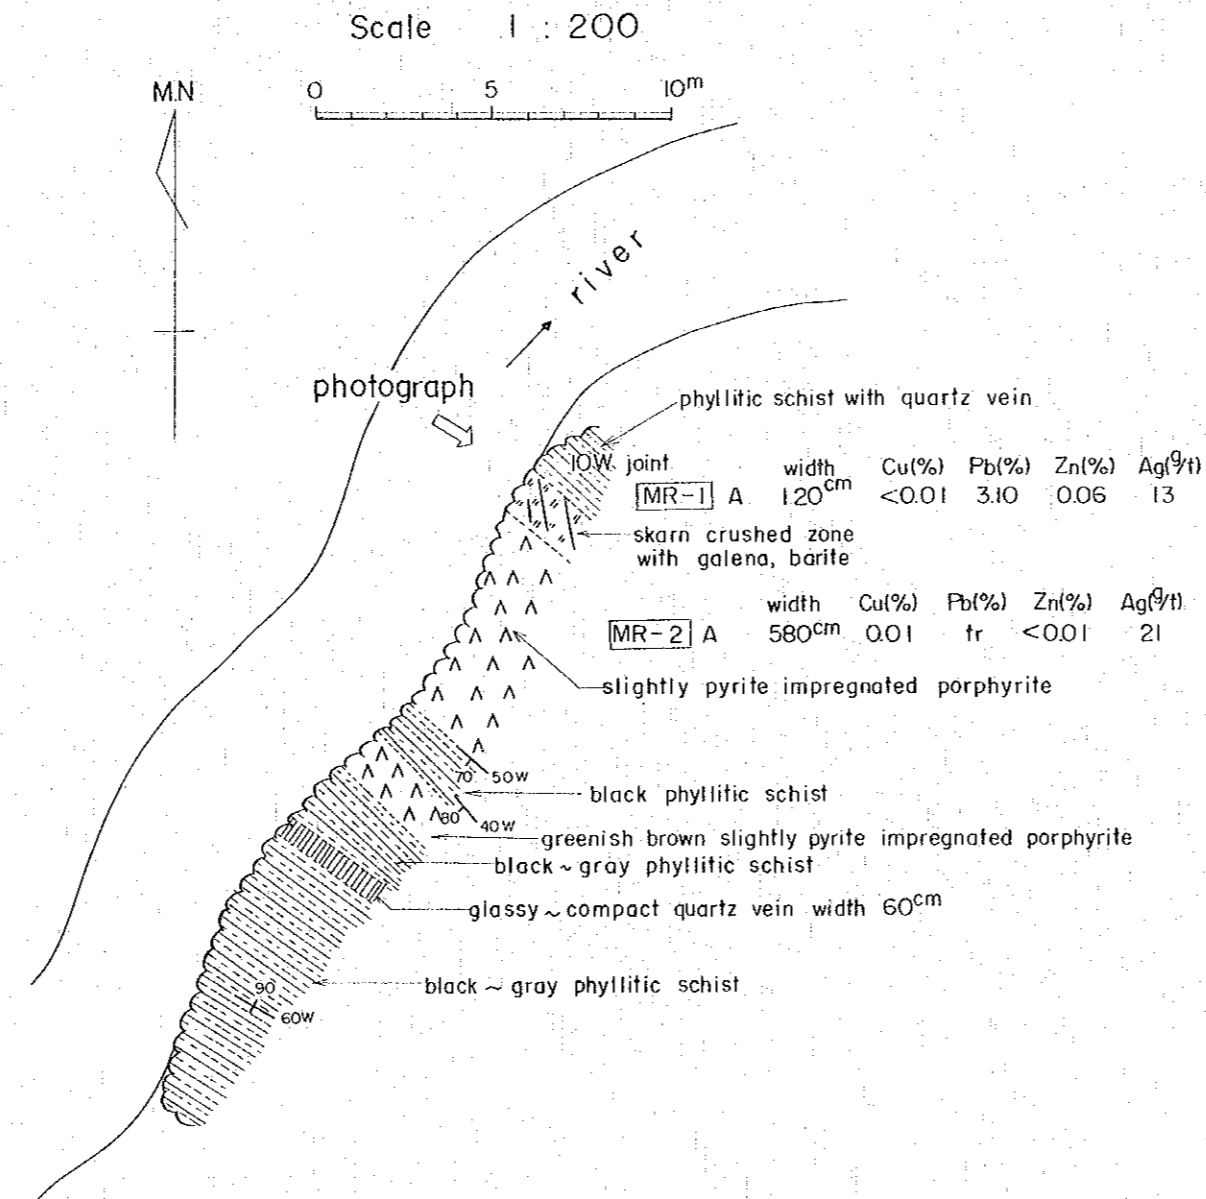 Scale 1 : 200
M.N
0 5 10m
river
photograph
phyllitic schist with quartz vein
10W joint
width Cu(%) Pb(%) Zn(%) Ag(g/t)
MR-1 A 120cm <0.01 3.10 0.06 13
skarn crushed zone
with galena, barite
width Cu(%) Pb(%) Zn(%) Ag(g/t)
MR-2 A 580cm 0.01 tr <0.01 21
slightly pyrite impregnated porphyrite
70 50W
black phyllitic schist
80 40W
greenish brown slightly pyrite impregnated porphyrite
black ~ gray phyllitic schist
glassy ~ compact quartz vein width 60cm
black ~ gray phyllitic schist
90
60W